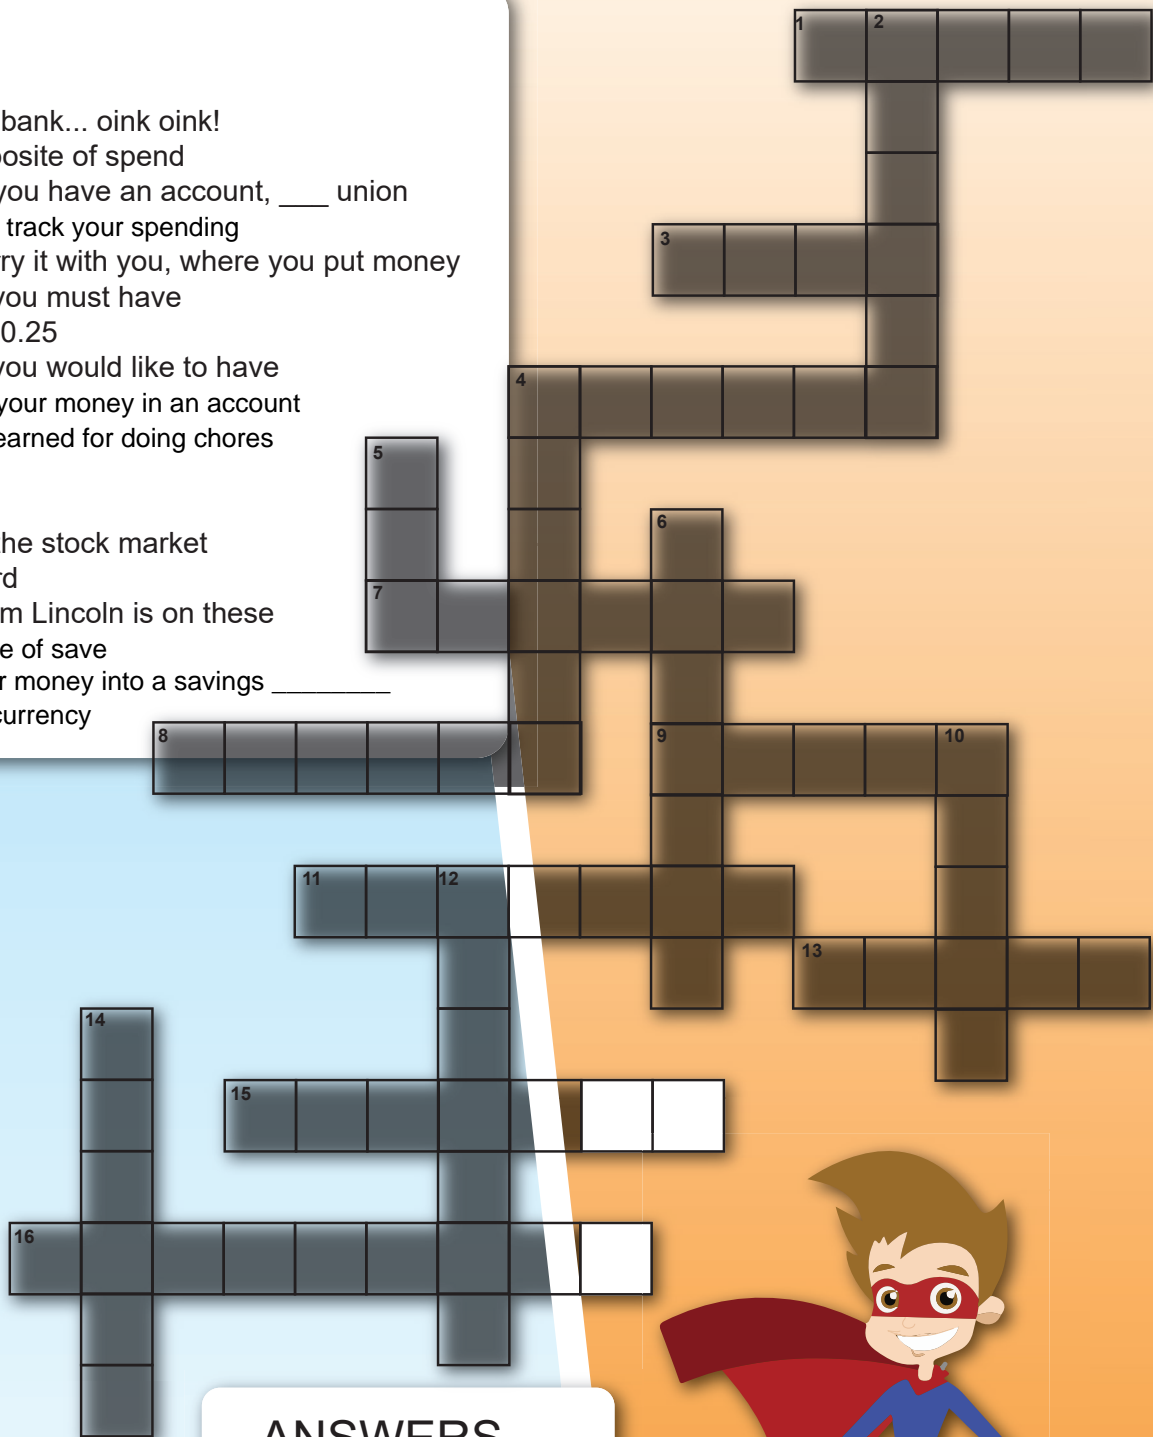 bank... oink oink!
posite of spend
you have an account, ___ union
track your spending
ry it with you, where you put money
you must have
0.25
you would like to have
your money in an account
earned for doing chores
the stock market
rd
m Lincoln is on these
e of save
r money into a savings ________
currency
1
2
3
4
5
6
7
8
9
10
11
12
13
14
15
16
ANSWERS